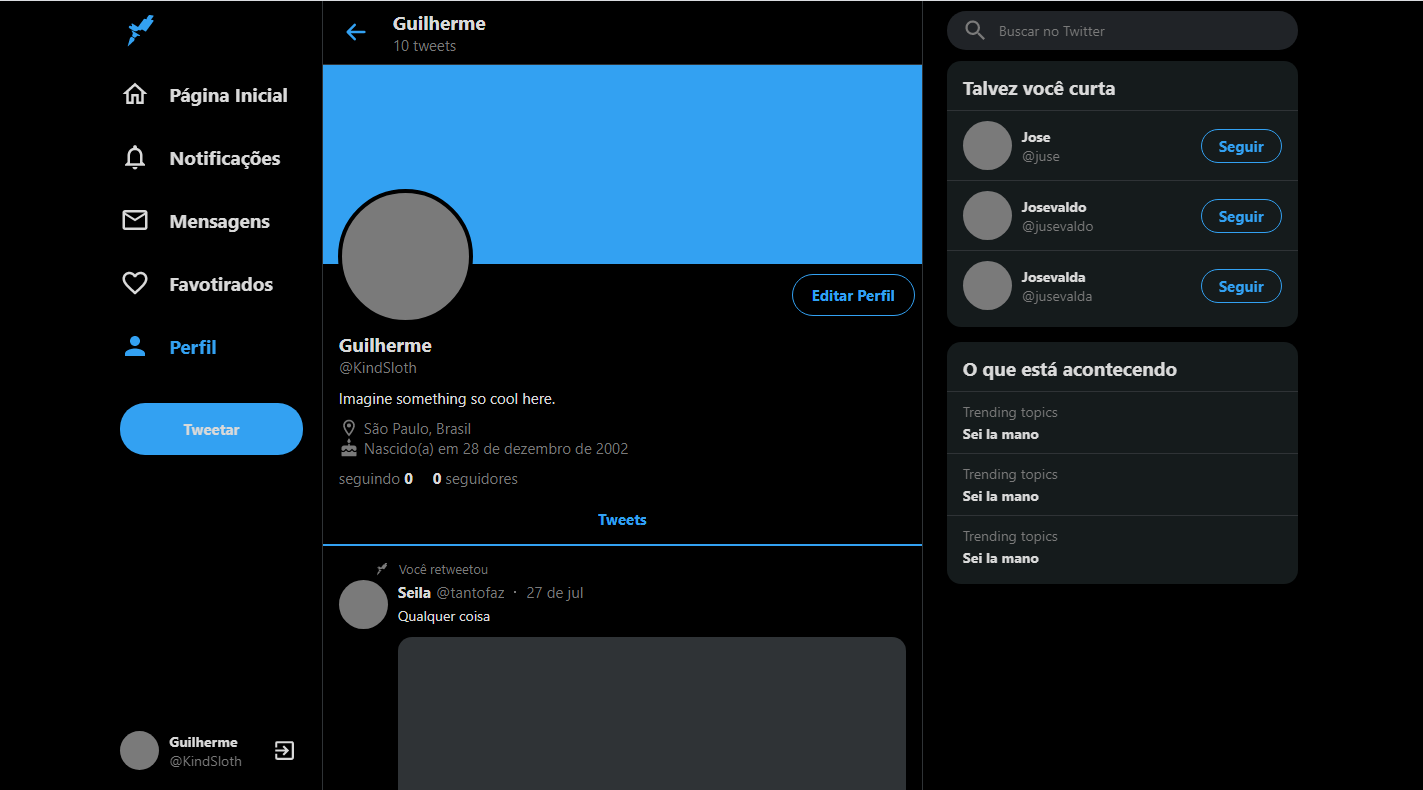 Página Inicial
Notificações
Mensagens
Favotirados
Perfil
Tweetar
Guilherme
@KindSloth
Guilherme
10 tweets
Editar Perfil
Guilherme
@KindSloth
Imagine something so cool here.
São Paulo, Brasil
Nascido(a) em 28 de dezembro de 2002
seguindo 0 0 seguidores
Tweets
Você retweetou
Seila @tantofaz · 27 de jul
Qualquer coisa
Buscar no Twitter
Talvez você curta
Jose
@juse
Seguir
Josevaldo
@jusevaldo
Seguir
Josevalda
@jusevalda
Seguir
O que está acontecendo
Trending topics
Sei la mano
Trending topics
Sei la mano
Trending topics
Sei la mano